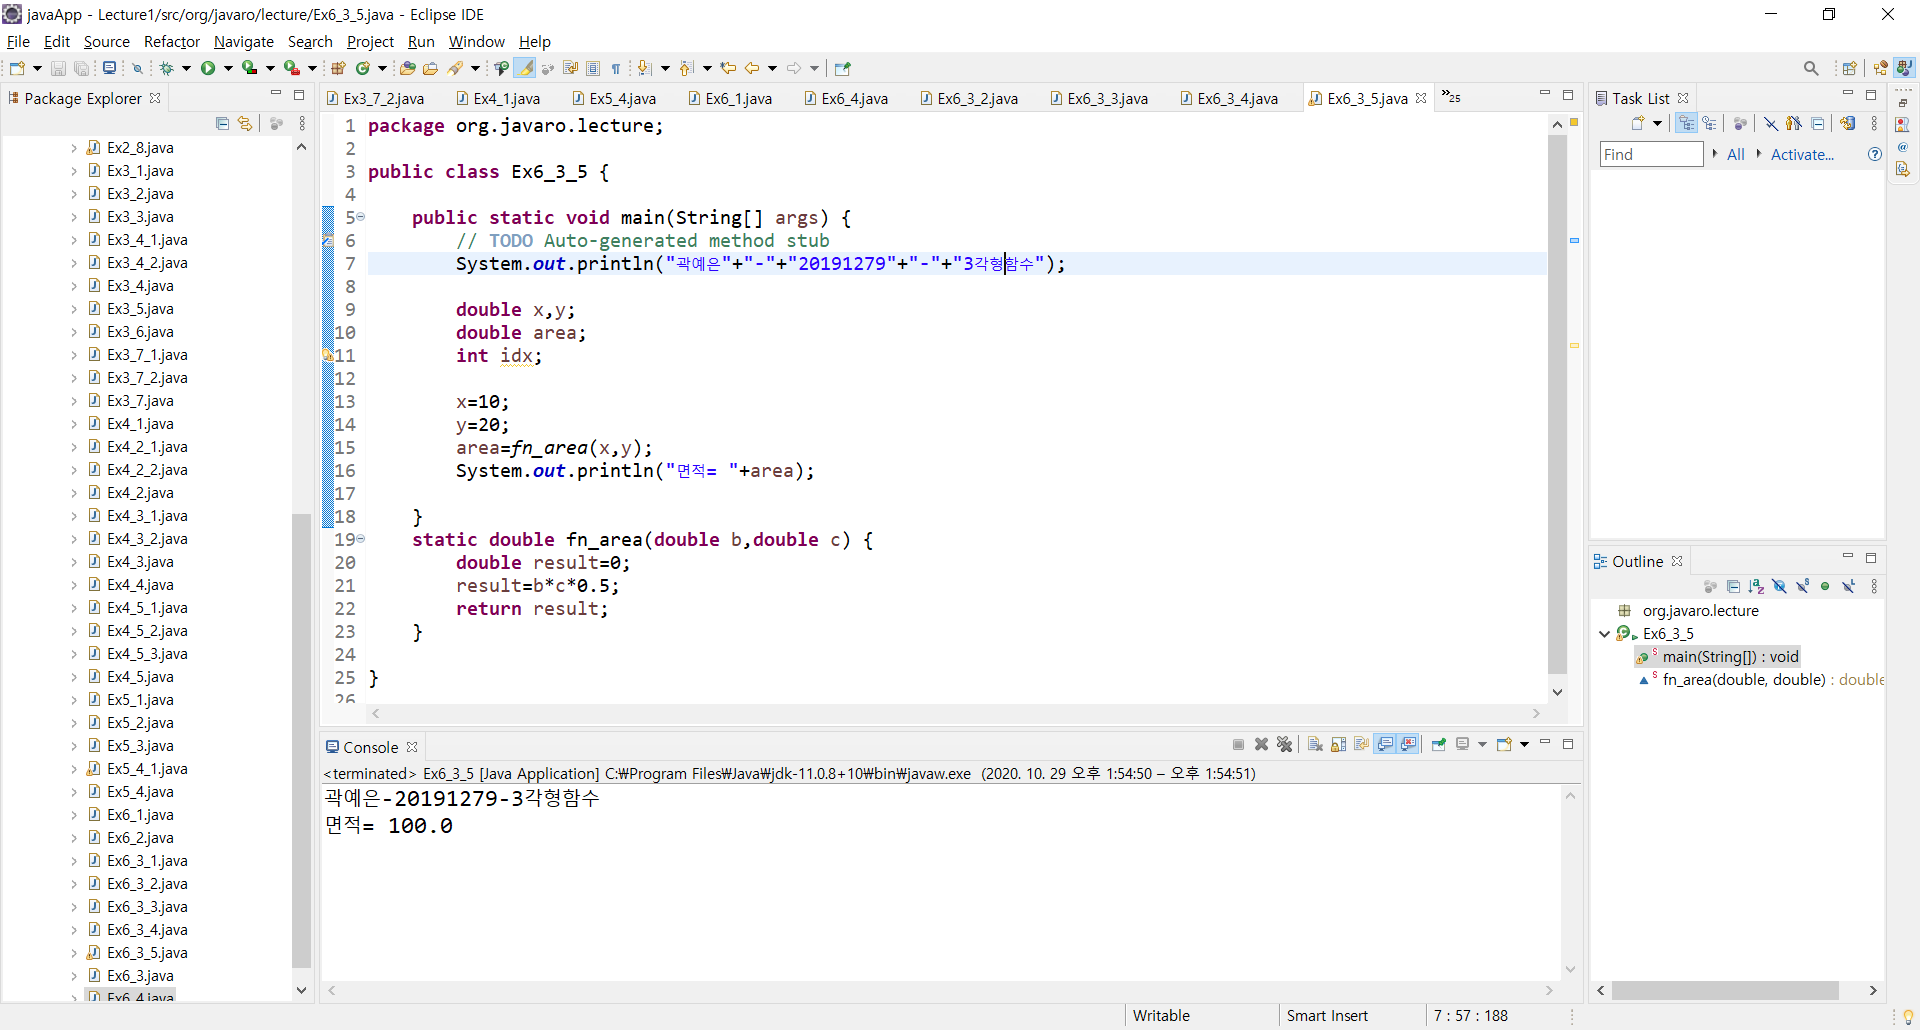 javaApp - Lecture1/src/org/javaro/lecture/Ex6_3_5.java - Eclipse IDE
File Edit Source Refactor Navigate Search Project Run Window Help
Package Explorer
Ex2_8.java
Ex3_1.java
Ex3_2.java
Ex3_3.java
Ex3_4_1.java
Ex3_4_2.java
Ex3_4.java
Ex3_5.java
Ex3_6.java
Ex3_7_1.java
Ex3_7_2.java
Ex3_7.java
Ex4_1.java
Ex4_2_1.java
Ex4_2_2.java
Ex4_2.java
Ex4_3_1.java
Ex4_3_2.java
Ex4_3.java
Ex4_4.java
Ex4_5_1.java
Ex4_5_2.java
Ex4_5_3.java
Ex4_5.java
Ex5_1.java
Ex5_2.java
Ex5_3.java
Ex5_4_1.java
Ex5_4.java
Ex6_1.java
Ex6_2.java
Ex6_3_1.java
Ex6_3_2.java
Ex6_3_3.java
Ex6_3_4.java
Ex6_3_5.java
Ex6_3.java
Ex6_4.java
Ex3_7_2.java Ex4_1.java Ex5_4.java Ex6_1.java Ex6_4.java Ex6_3_2.java Ex6_3_3.java Ex6_3_4.java Ex6_3_5.java »25
1 package org.javaro.lecture;
2
3 public class Ex6_3_5 {
4
5 public static void main(String[] args) {
6 // TODO Auto-generated method stub
7 System.out.println("곽예은"+"-"+"20191279"+"-"+"3각형함수");
8
9 double x,y;
10 double area;
11 int idx;
12
13 x=10;
14 y=20;
15 area=fn_area(x,y);
16 System.out.println("면적= "+area);
17
18 }
19 static double fn_area(double b,double c) {
20 double result=0;
21 result=b*c*0.5;
22 return result;
23 }
24
25 }
26
Console
<terminated> Ex6_3_5 [Java Application] C:₩Program Files₩Java₩jdk-11.0.8+10₩bin₩javaw.exe (2020. 10. 29 오후 1:54:50 – 오후 1:54:51)
곽예은-20191279-3각형함수
면적= 100.0
Task List
Find All Activate...
Outline
org.javaro.lecture
Ex6_3_5
main(String[]) : void
fn_area(double, double) : double
Writable Smart Insert 7 : 57 : 188